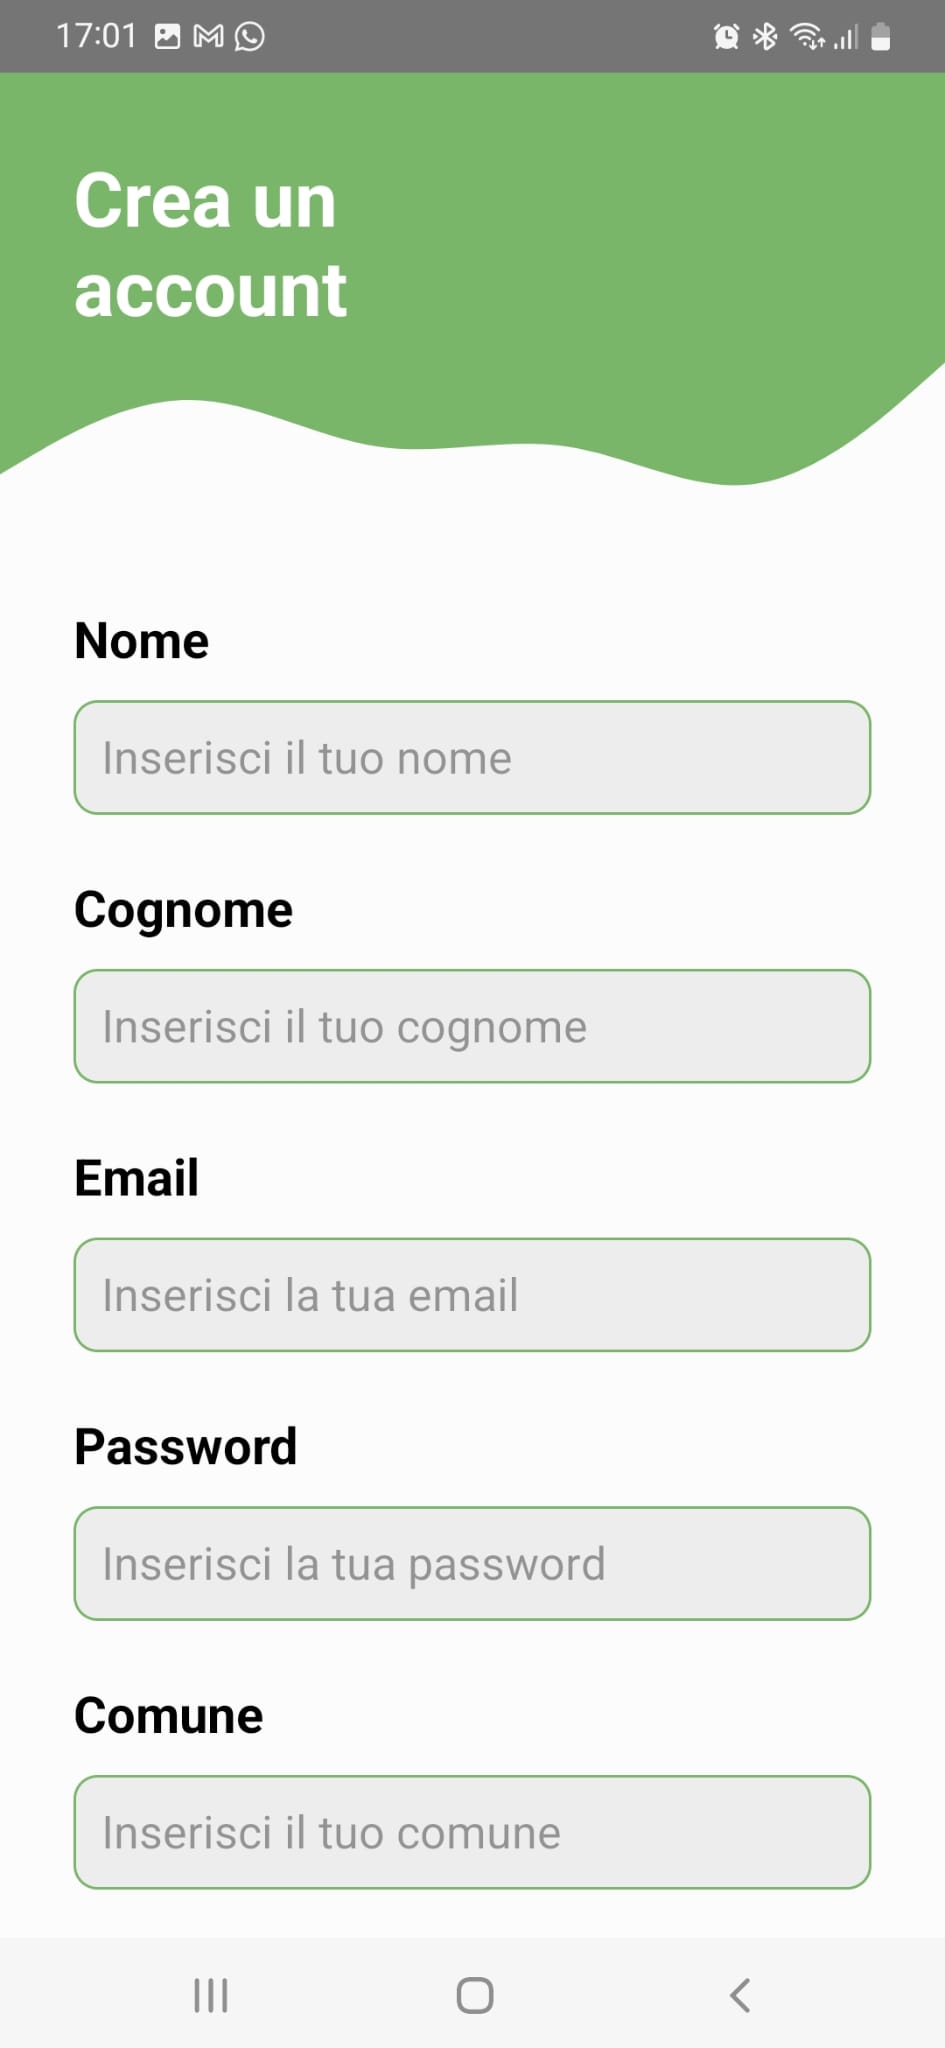 17:01
Crea un
account
Nome
Inserisci il tuo nome
Cognome
Inserisci il tuo cognome
Email
Inserisci la tua email
Password
Inserisci la tua password
Comune
Inserisci il tuo comune